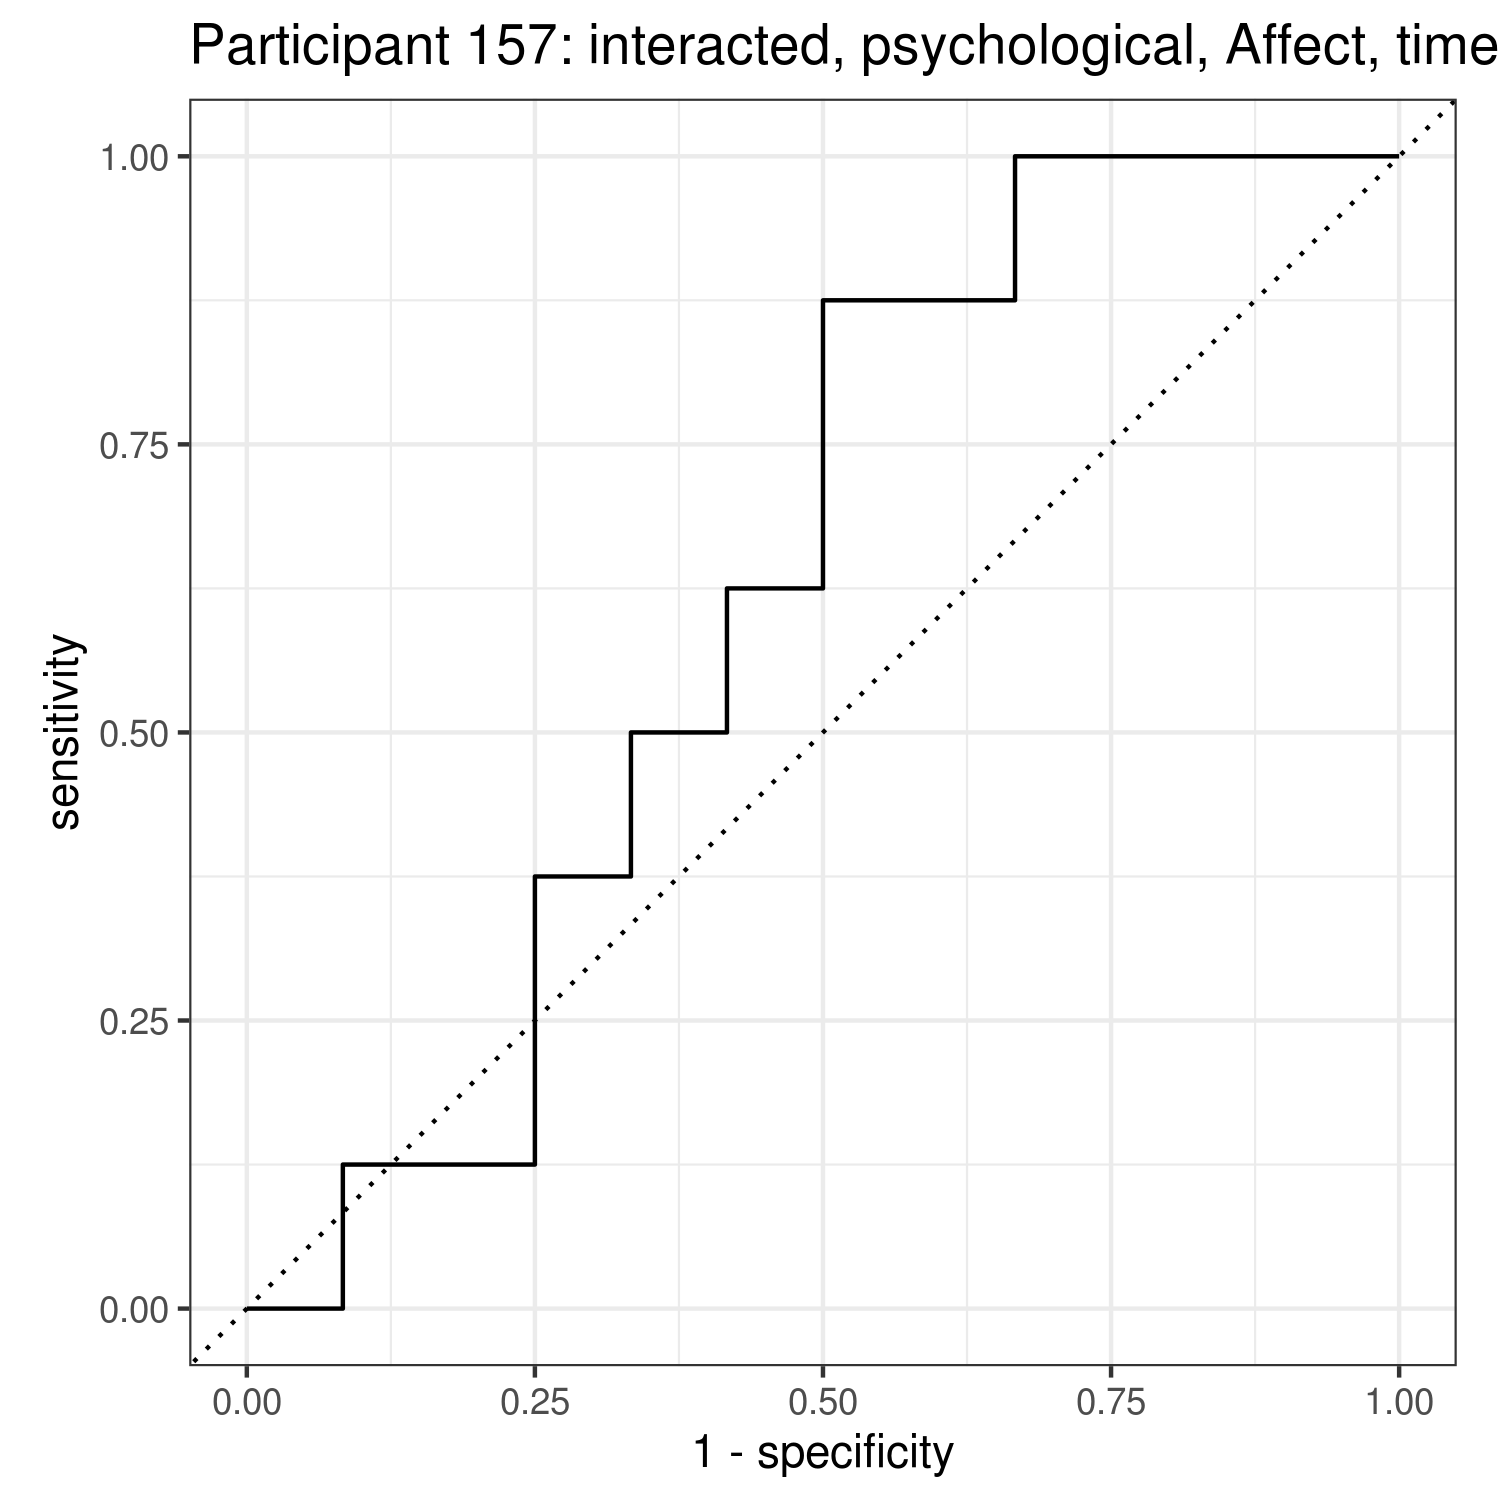 Participant 157: interacted, psychological, Affect, time
1.00
0.75
0.50
0.25
0.00
sensitivity
0.00 0.25 0.50 0.75 1.00
1 - specificity